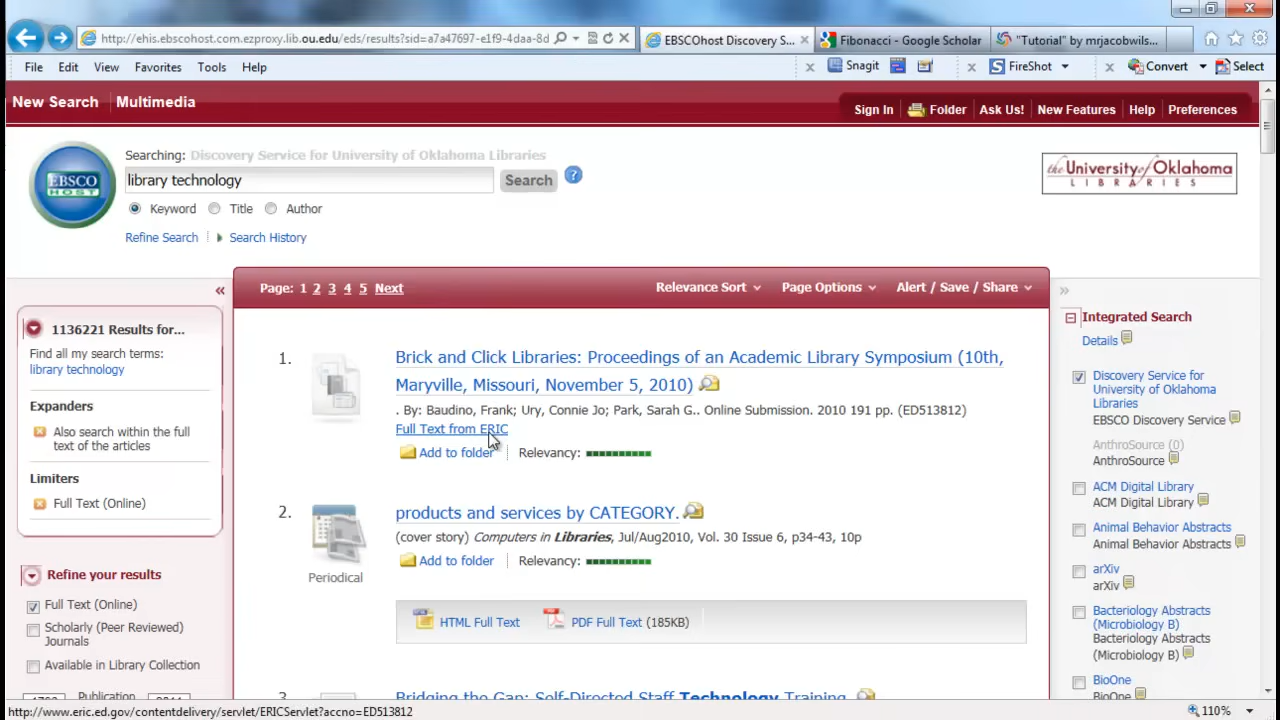 http://ehis.ebscohost.com.ezproxy.lib.ou.edu/eds/results?sid=a7a47697-e1f9-4daa-8d
EBSCOhost Discovery S...
Fibonacci - Google Scholar
"Tutorial" by mrjacobwils...
File Edit View Favorites Tools Help
x Snagit
x FireShot
x Convert
Select
New Search Multimedia
Sign In Folder Ask Us! New Features Help Preferences
EBSCO
HOST
Searching: Discovery Service for University of Oklahoma Libraries
library technology
Search
?
Keyword Title Author
Refine Search Search History
the University of Oklahoma
LIBRARIES
«
1136221 Results for...
Find all my search terms:
library technology
Expanders
Also search within the full
text of the articles
Limiters
Full Text (Online)
Refine your results
Full Text (Online)
Scholarly (Peer Reviewed)
Journals
Available in Library Collection
Publication
Page: 1 2 3 4 5 Next
Relevance Sort Page Options Alert / Save / Share
1.
Brick and Click Libraries: Proceedings of an Academic Library Symposium (10th,
Maryville, Missouri, November 5, 2010)
. By: Baudino, Frank; Ury, Connie Jo; Park, Sarah G.. Online Submission. 2010 191 pp. (ED513812)
Full Text from ERIC
Add to folder Relevancy:
2.
products and services by CATEGORY.
(cover story) Computers in Libraries, Jul/Aug2010, Vol. 30 Issue 6, p34-43, 10p
Add to folder Relevancy:
Periodical
HTML Full Text PDF Full Text (185KB)
3.
Bridging the Gap: Self-Directed Staff Technology Training.
»
Integrated Search
Details
Discovery Service for
University of Oklahoma
Libraries
EBSCO Discovery Service
AnthroSource (0)
AnthroSource
ACM Digital Library
ACM Digital Library
Animal Behavior Abstracts
Animal Behavior Abstracts
arXiv
arXiv
Bacteriology Abstracts
(Microbiology B)
Bacteriology Abstracts
(Microbiology B)
BioOne
BioOne
http://www.eric.ed.gov/contentdelivery/servlet/ERICServlet?accno=ED513812
110%